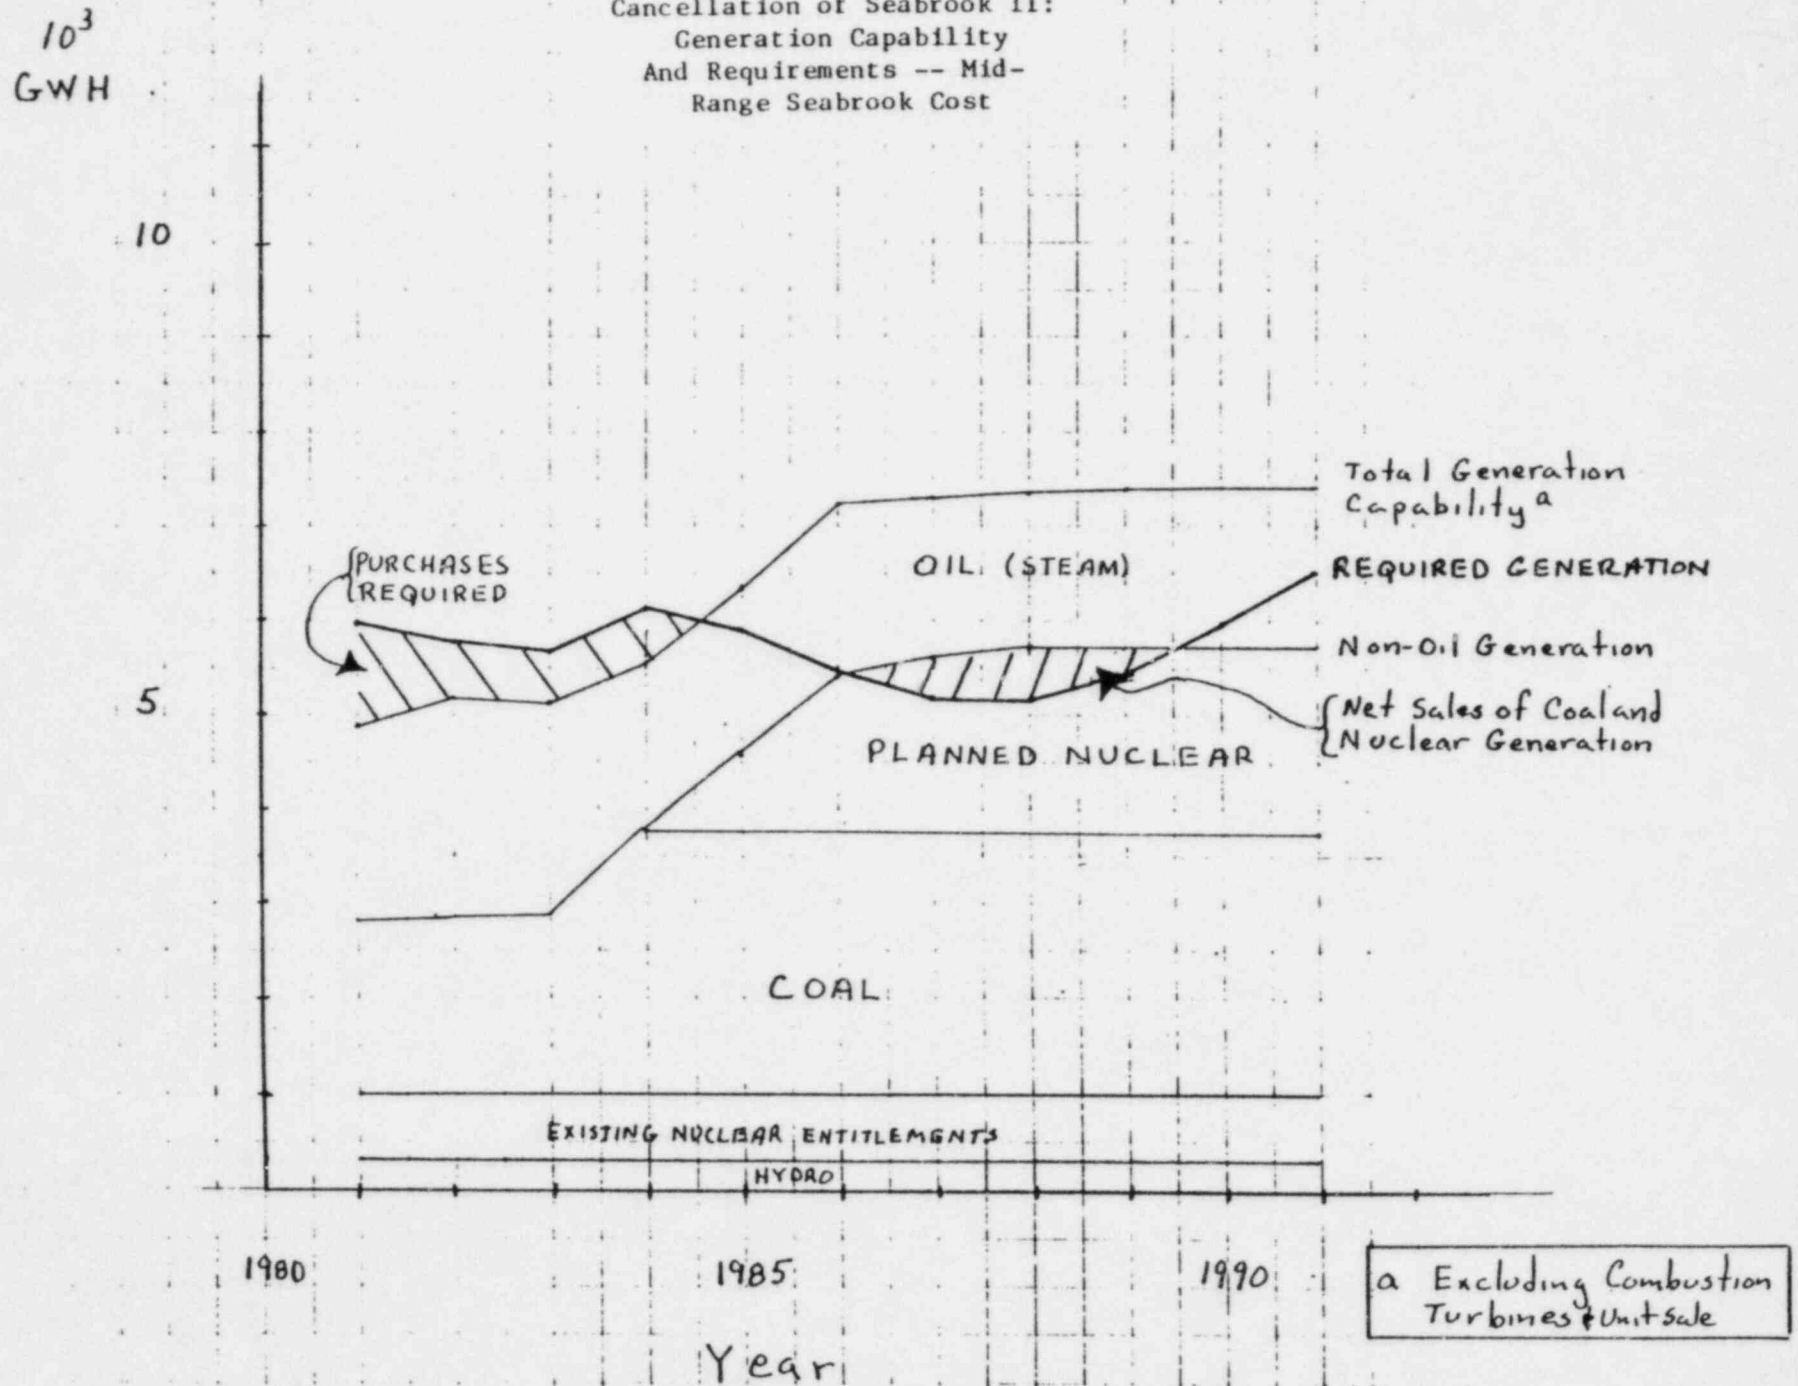 Cancellation of Seabrook II:
Generation Capability
And Requirements -- Mid-
Range Seabrook Cost
10³
GWH
10
5
Total Generation
Capability a
PURCHASES
REQUIRED
OIL (STEAM)
REQUIRED GENERATION
Non-Oil Generation
Net Sales of Coal and
Nuclear Generation
PLANNED NUCLEAR
COAL
EXISTING NUCLEAR ENTITLEMENTS
HYDRO
1980
1985
1990
a Excluding Combustion
Turbines & Unit Sale
Year